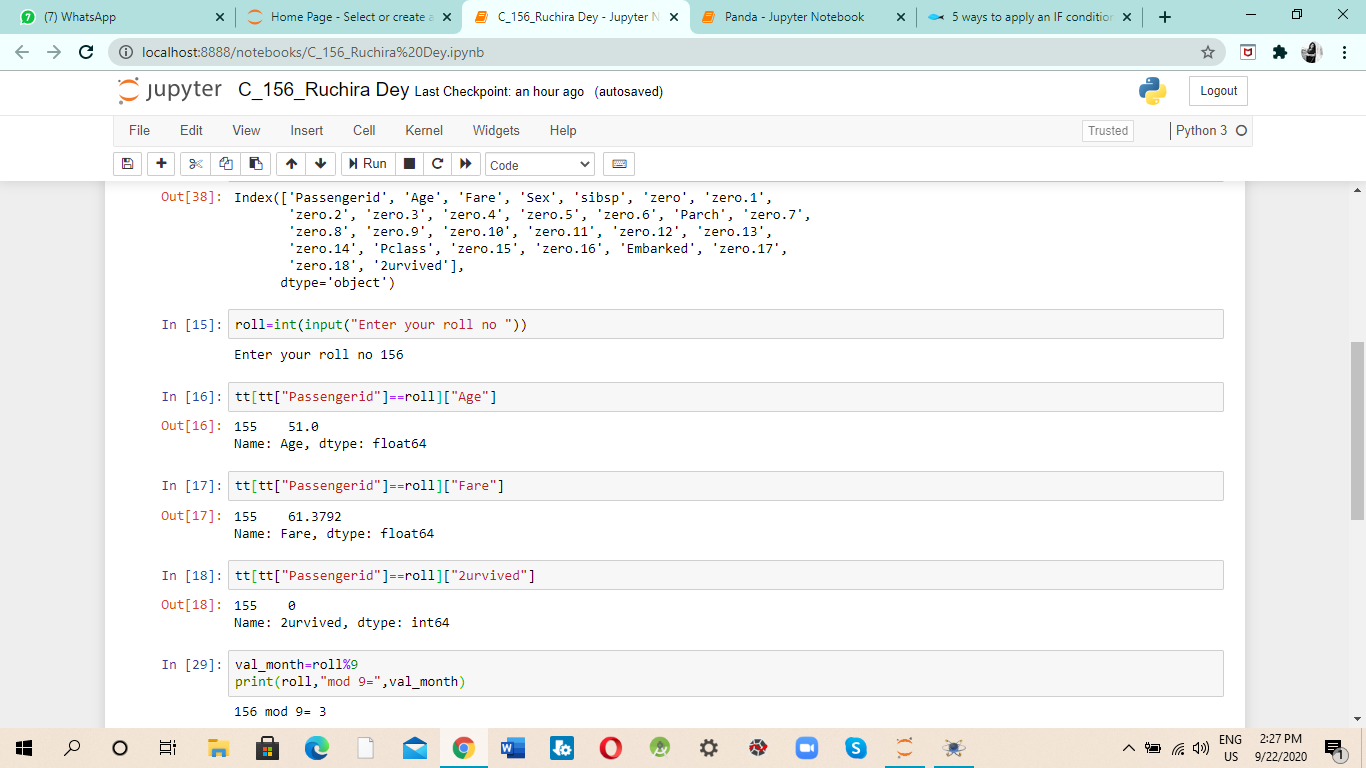 (7) WhatsApp
Home Page - Select or create a
C_156_Ruchira Dey - Jupyter N
Panda - Jupyter Notebook
5 ways to apply an IF condition
localhost:8888/notebooks/C_156_Ruchira%20Dey.ipynb
jupyter C_156_Ruchira Dey Last Checkpoint: an hour ago (autosaved)
Logout
File Edit View Insert Cell Kernel Widgets Help
Trusted
Python 3
Run
Code
Out[38]: Index(['Passengerid', 'Age', 'Fare', 'Sex', 'sibsp', 'zero', 'zero.1',
'zero.2', 'zero.3', 'zero.4', 'zero.5', 'zero.6', 'Parch', 'zero.7',
'zero.8', 'zero.9', 'zero.10', 'zero.11', 'zero.12', 'zero.13',
'zero.14', 'Pclass', 'zero.15', 'zero.16', 'Embarked', 'zero.17',
'zero.18', '2urvived'],
dtype='object')
In [15]: roll=int(input("Enter your roll no "))
Enter your roll no 156
In [16]: tt[tt["Passengerid"]==roll]["Age"]
Out[16]: 155    51.0
Name: Age, dtype: float64
In [17]: tt[tt["Passengerid"]==roll]["Fare"]
Out[17]: 155    61.3792
Name: Fare, dtype: float64
In [18]: tt[tt["Passengerid"]==roll]["2urvived"]
Out[18]: 155    0
Name: 2urvived, dtype: int64
In [29]: val_month=roll%9
print(roll,"mod 9=",val_month)
156 mod 9= 3
ENG
US
2:27 PM
9/22/2020
1